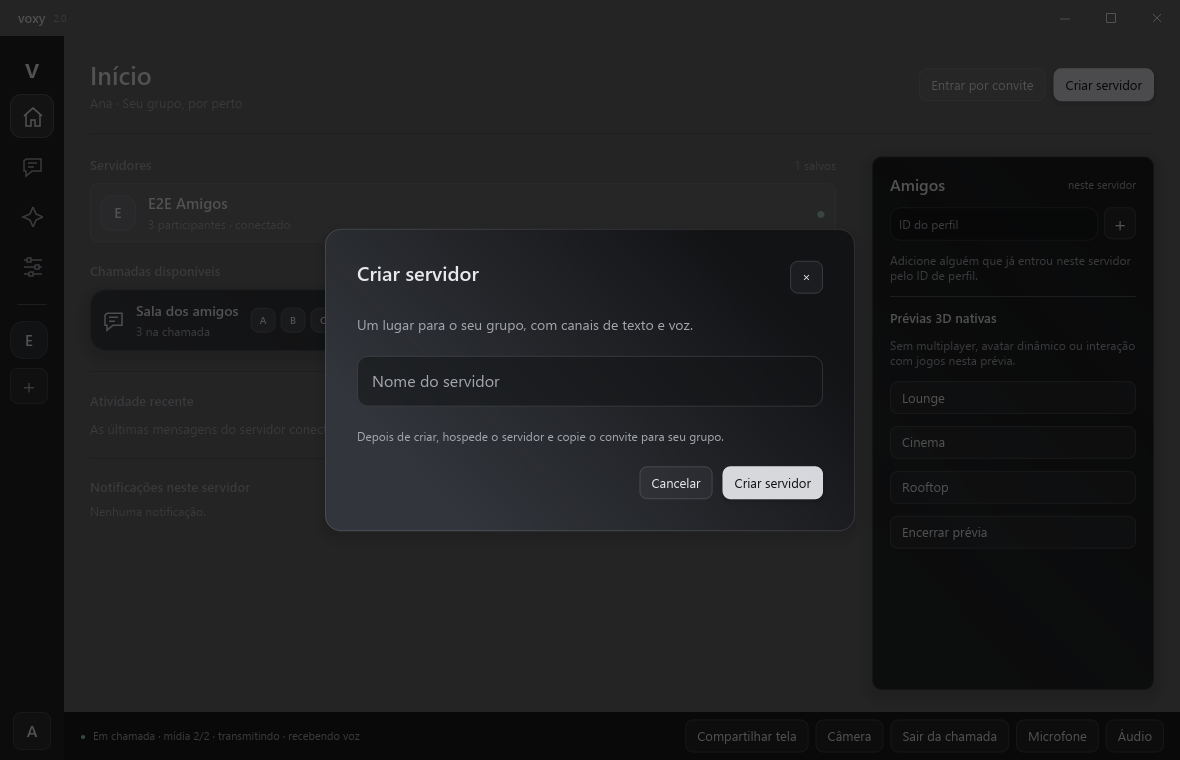 voxy 2.0
V
Início
Ana · Seu grupo, por perto
Entrar por convite
Criar servidor
Servidores
1 salvos
E
E2E Amigos
3 participantes · conectado
Chamadas disponíveis
Sala dos amigos
3 na chamada
A
B
C
Atividade recente
As últimas mensagens do servidor
Notificações neste servidor
Nenhuma notificação.
E
+
A
Criar servidor
×
Um lugar para o seu grupo, com canais de texto e voz.
Nome do servidor
Depois de criar, hospede o servidor e copie o convite para seu grupo.
Cancelar
Criar servidor
Amigos
neste servidor
ID do perfil
+
Adicione alguém que já entrou neste servidor
pelo ID de perfil.
Prévias 3D nativas
Sem multiplayer, avatar dinâmico ou interação
com jogos nesta prévia.
Lounge
Cinema
Rooftop
Encerrar prévia
Em chamada · mídia 2/2 · transmitindo · recebendo voz
Compartilhar tela
Câmera
Sair da chamada
Microfone
Áudio